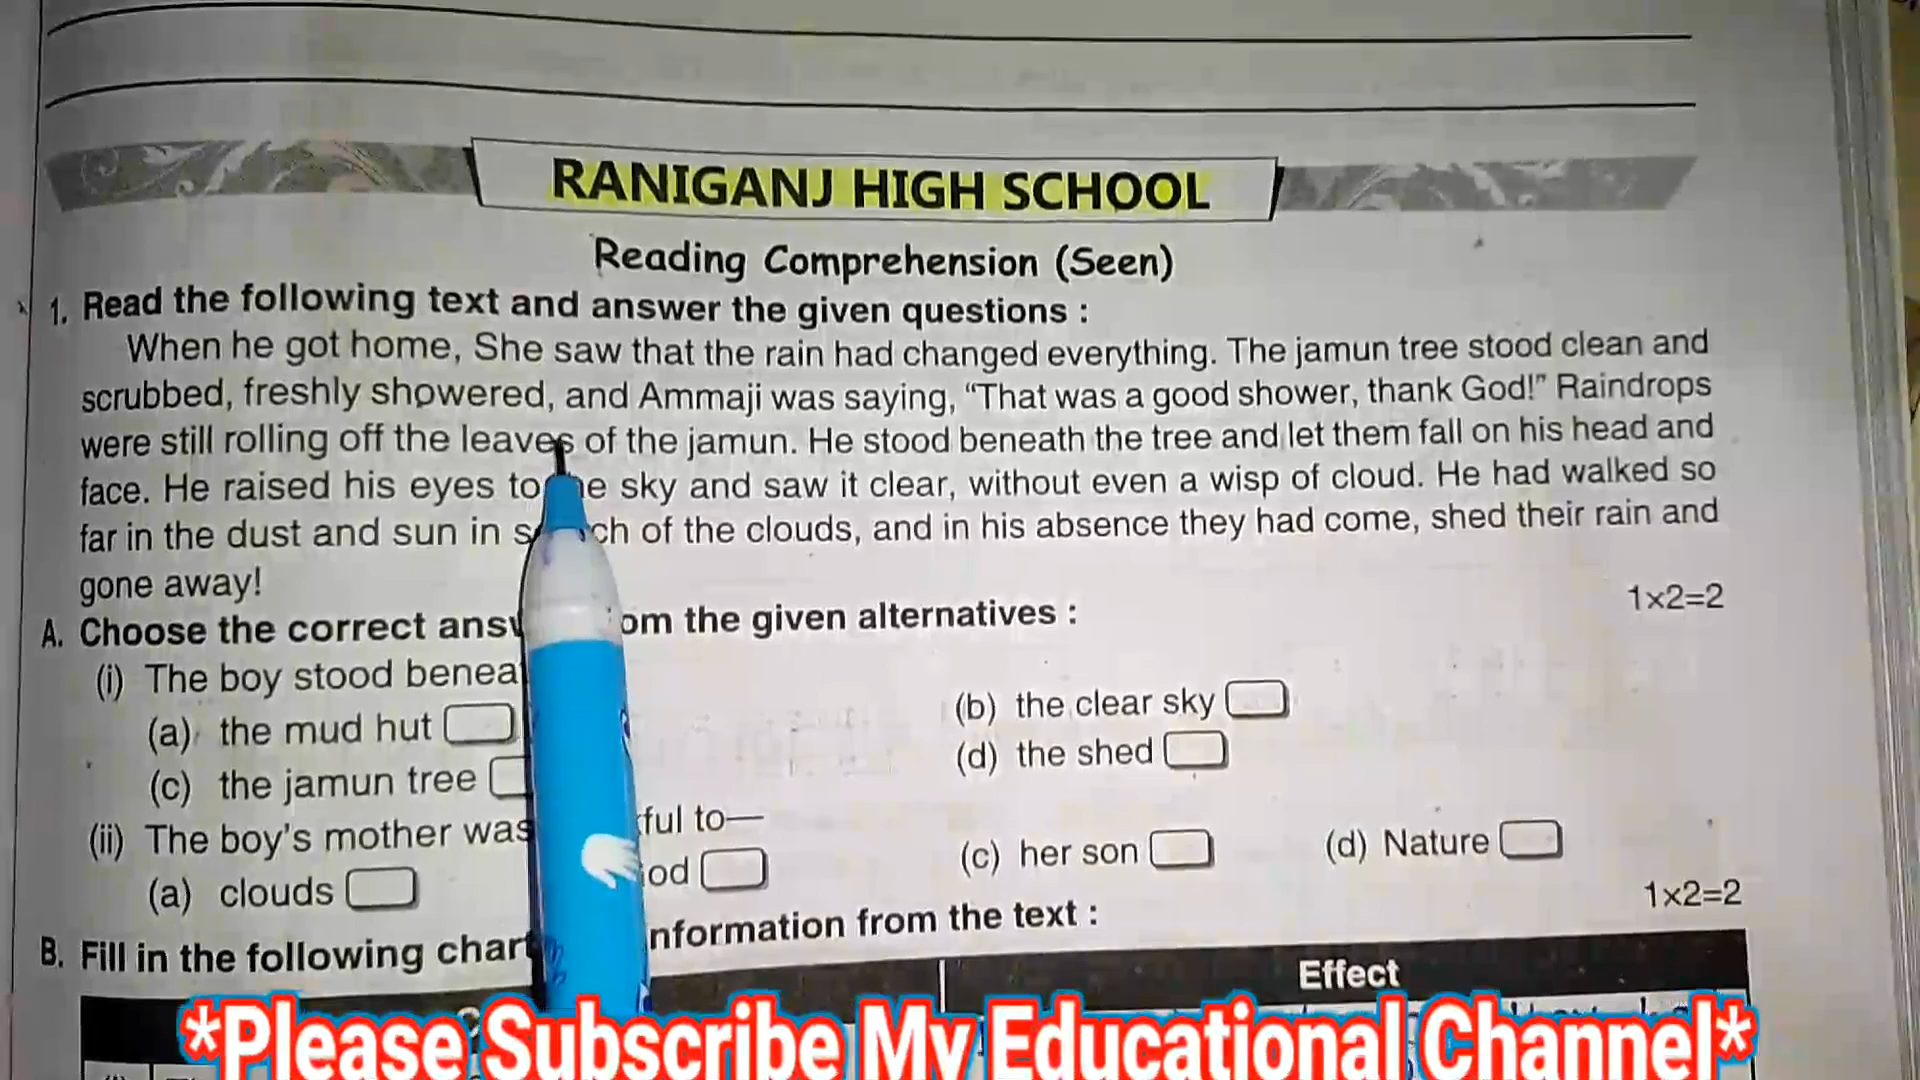 RANIGANJ HIGH SCHOOL
Reading Comprehension (Seen)
1. Read the following text and answer the given questions :
When he got home, She saw that the rain had changed everything. The jamun tree stood clean and
scrubbed, freshly showered, and Ammaji was saying, “That was a good shower, thank God!” Raindrops
were still rolling off the leaves of the jamun. He stood beneath the tree and let them fall on his head and
face. He raised his eyes to sky and saw it clear, without even a wisp of cloud. He had walked so
far in the dust and sun in of the clouds, and in his absence they had come, shed their rain and
gone away!
1×2=2
A. Choose the correct the given alternatives :
(i) The boy stood
(a) the mud hut
(b) the clear sky
(c) the jamun tree
(d) the shed
(ii) The boy's mother was to—
(a) clouds
(c) her son
(d) Nature
1×2=2
B. Fill in the following from the text :
Effect
*Please Subscribe My Educational Channel*